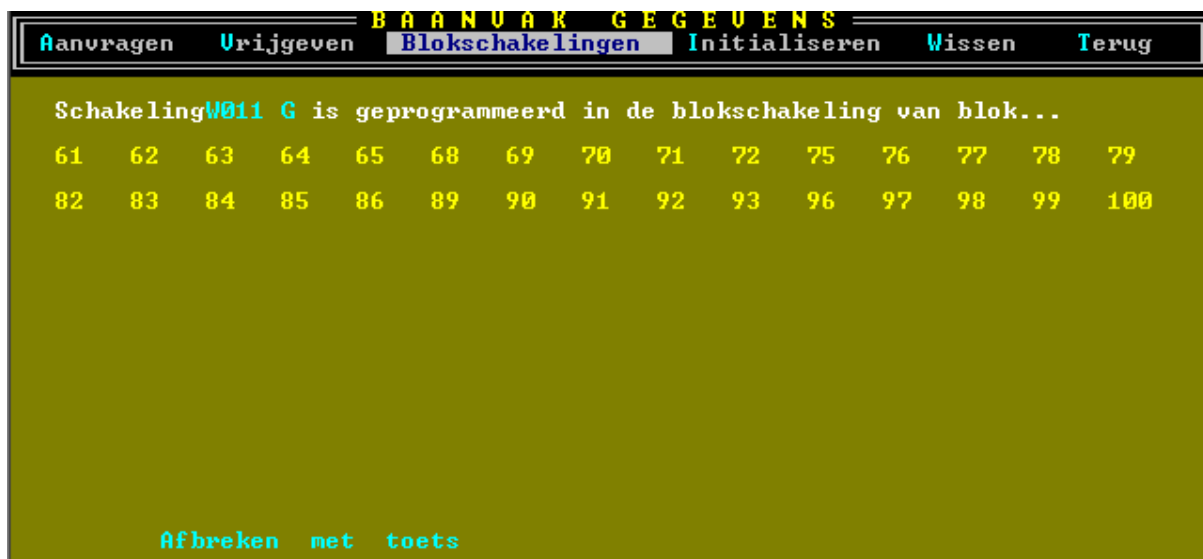 BAANVAK GEGEVENS
Aanvragen Vrijgeven Blokschakelingen Initialiseren Wissen Terug
SchakelingW011 G is geprogrammeerd in de blokschakeling van blok...
61 62 63 64 65 68 69 70 71 72 75 76 77 78 79
82 83 84 85 86 89 90 91 92 93 96 97 98 99 100
Afbreken met toets